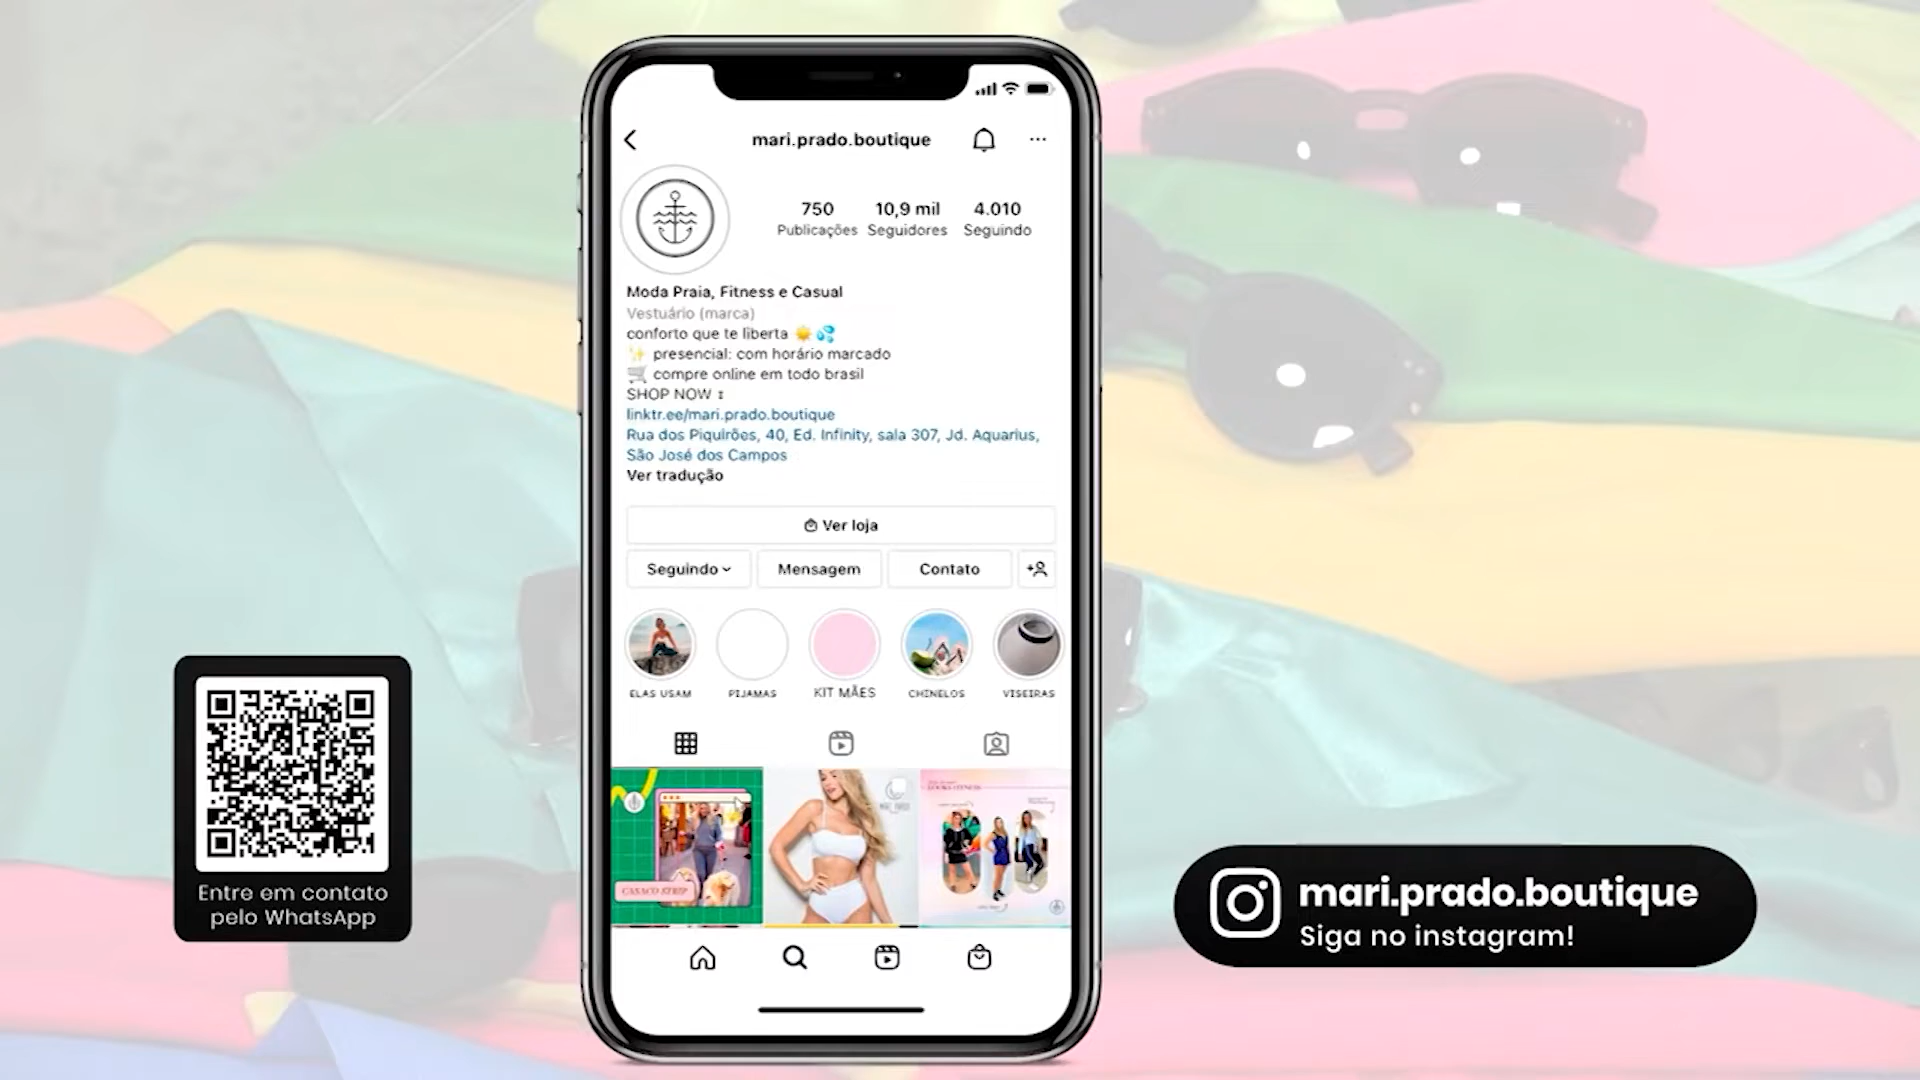 mari.prado.boutique
750
Publicações
10,9 mil
Seguidores
4.010
Seguindo
Moda Praia, Fitness e Casual
Vestuário (marca)
conforto que te liberta
presencial: com horário marcado
compre online em todo brasil
SHOP NOW
linktr.ee/mari.prado.boutique
Rua dos Piquirões, 40, Ed. Infinity, sala 307, Jd. Aquarius,
São José dos Campos
Ver tradução
Ver loja
Seguindo
Mensagem
Contato
ELAS USAM
PIJAMAS
KIT MÃES
CHINELOS
VISEIRAS
CASACO STRIP
Entre em contato
pelo WhatsApp
mari.prado.boutique
Siga no instagram!